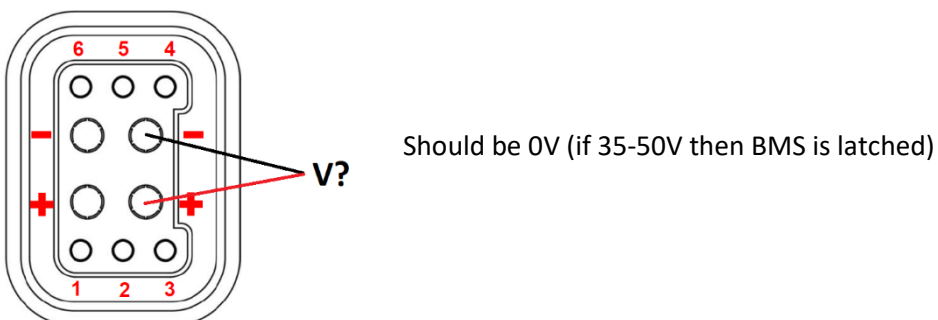 6 5 4
- -
V?
+ +
1 2 3
Should be 0V (if 35-50V then BMS is latched)